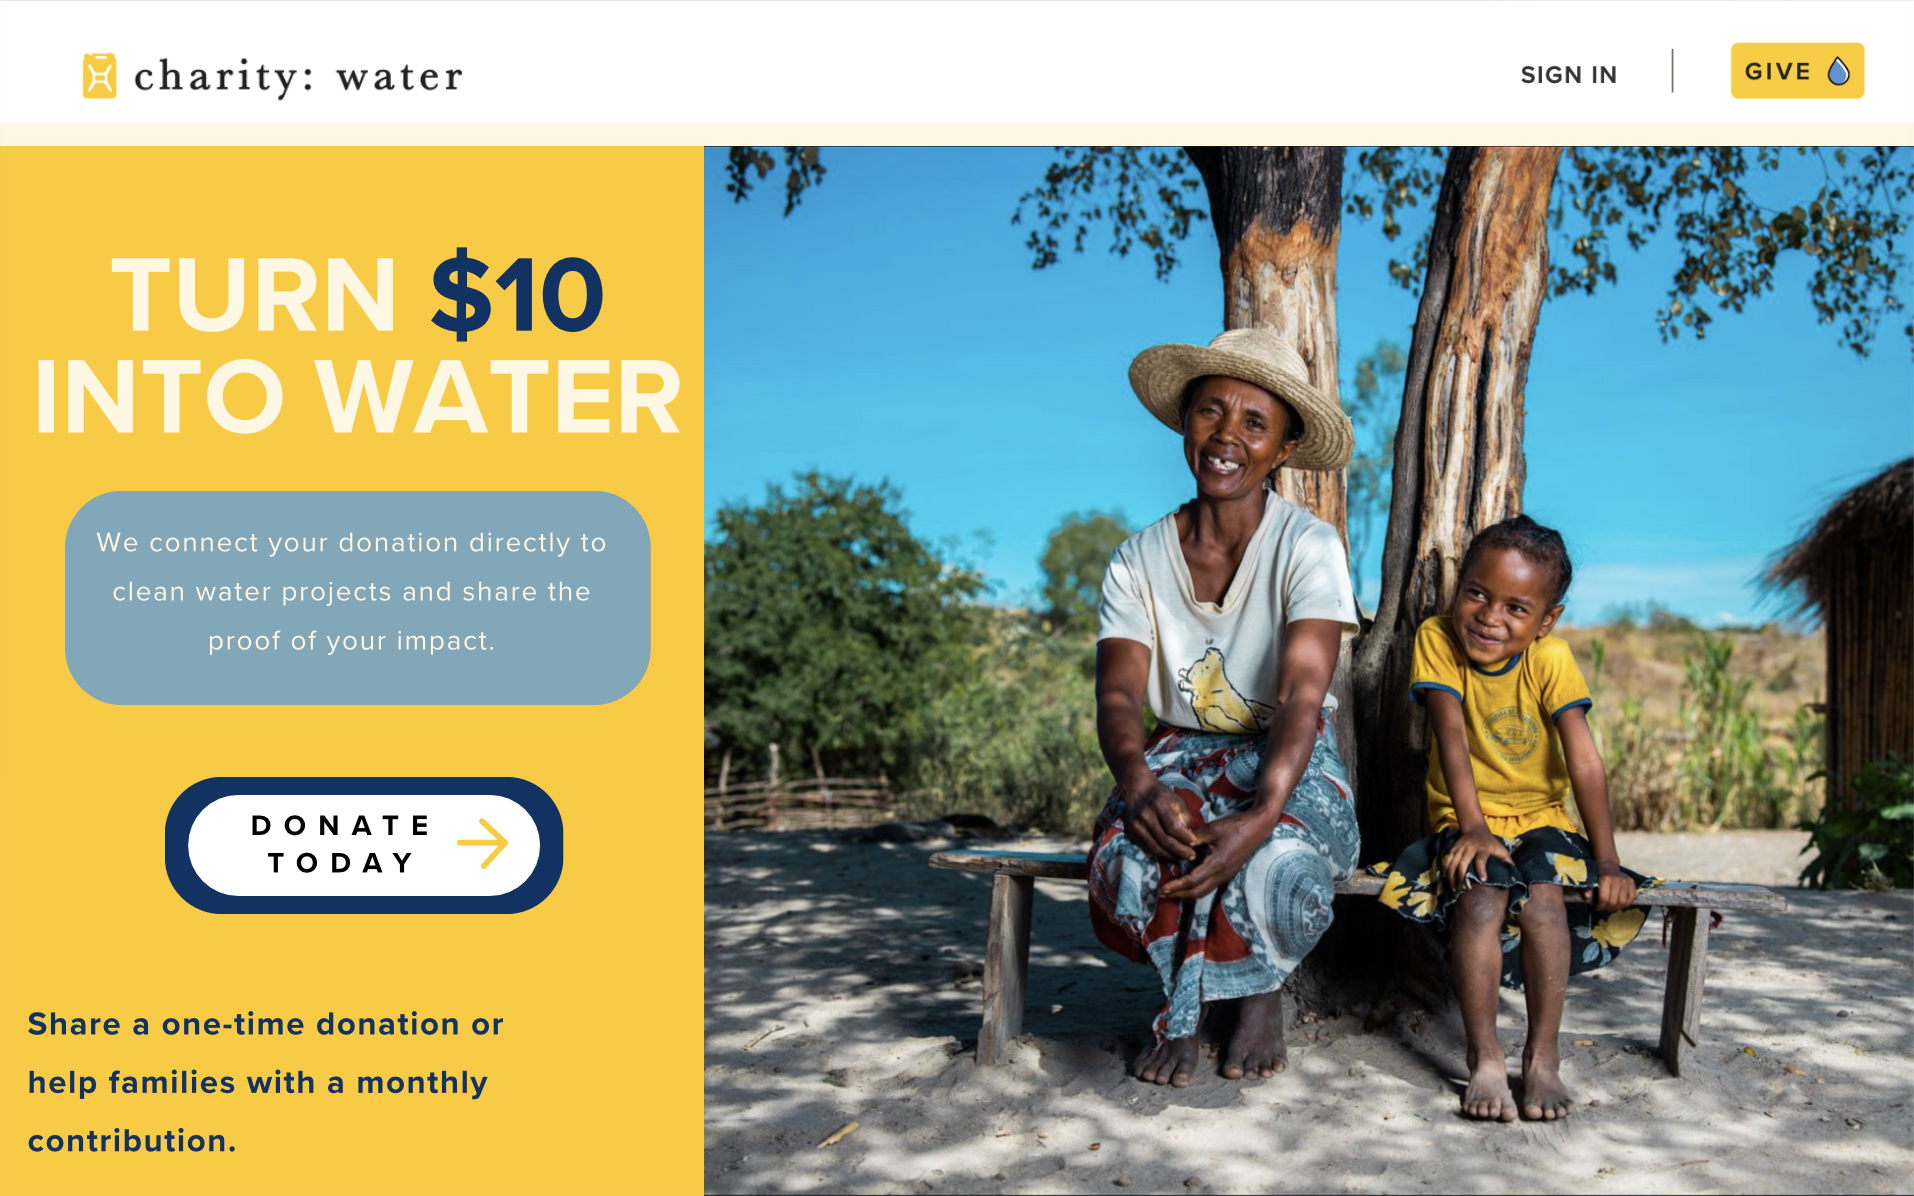 charity: water
SIGN IN
GIVE
TURN $10
INTO WATER
We connect your donation directly to
clean water projects and share the
proof of your impact.
DONATE
TODAY
Share a one-time donation or
help families with a monthly
contribution.